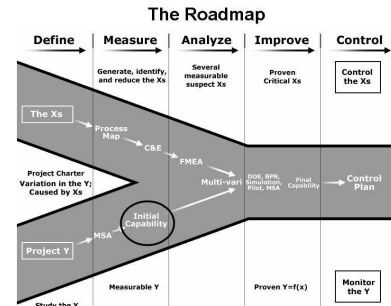 The Roadmap
Define
Measure
Analyze
Improve
Control
Generate, identify,
and reduce the Xs
Several
measurable
suspect Xs
Proven
Critical Xs
Control
the Xs
The Xs
Process
Map
C&E
FMEA
Multi-vari
DOE, BPR,
Simulation,
Pilot, MSA
Final
Capability
Control
Plan
Project Charter
Variation in the Y;
Caused by Xs
Initial
Capability
MSA
Project Y
Measurable Y
Proven Y=f(x)
Monitor
the Y
Study the Y